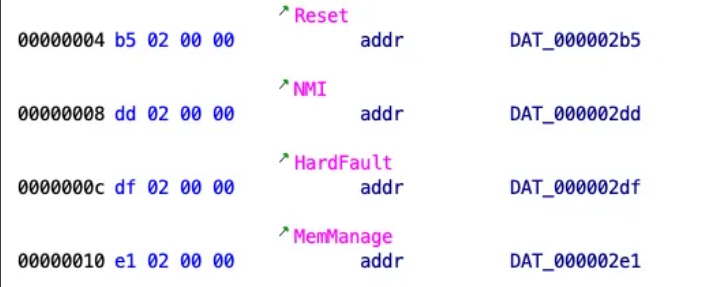 Reset
00000004 b5 02 00 00 addr DAT_000002b5
NMI
00000008 dd 02 00 00 addr DAT_000002dd
HardFault
0000000c df 02 00 00 addr DAT_000002df
MemManage
00000010 e1 02 00 00 addr DAT_000002e1